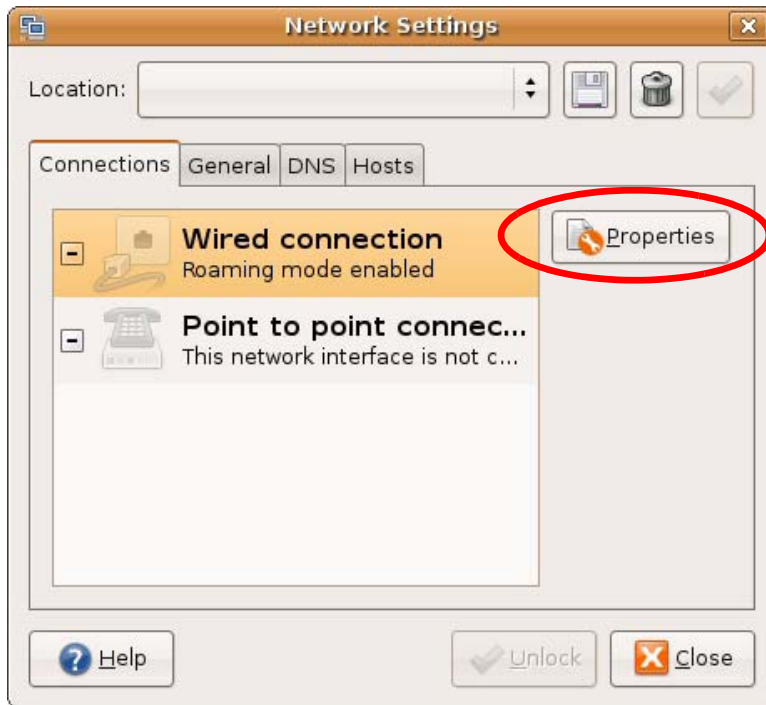 Network Settings
Location:
Connections General DNS Hosts
Wired connection
Roaming mode enabled
Properties
Point to point connec...
This network interface is not c...
Help Unlock Close